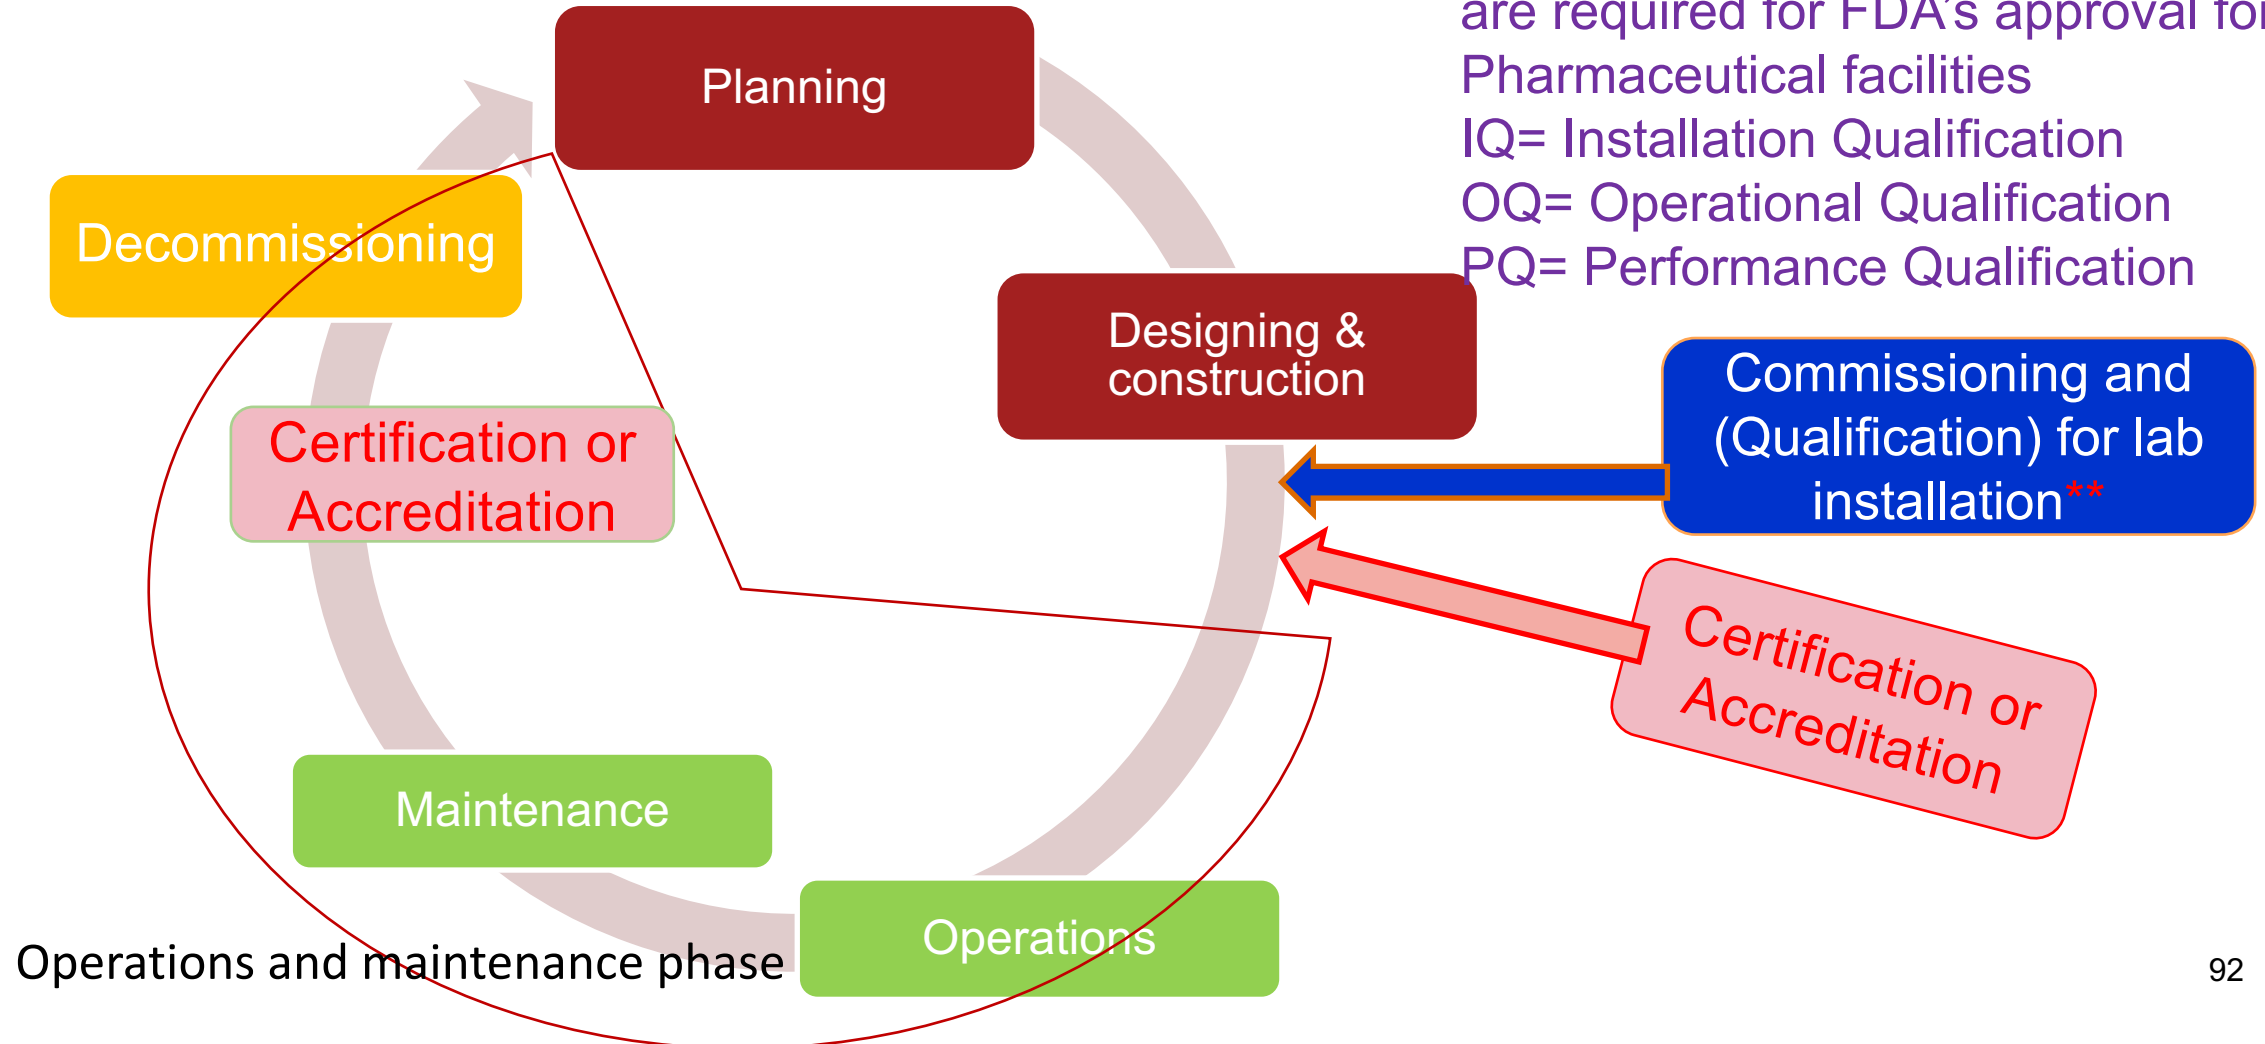 are required for FDA's approval for
Pharmaceutical facilities
IQ= Installation Qualification
OQ= Operational Qualification
PQ= Performance Qualification
Planning
Decommissioning
Designing &
construction
Commissioning and
(Qualification) for lab
installation**
Certification or
Accreditation
Certification or
Accreditation
Maintenance
Operations
Operations and maintenance phase
92